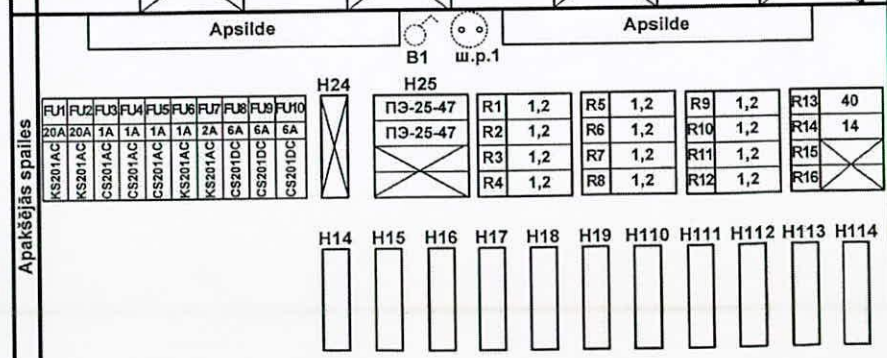 Apsilde Apsilde
B1 ш.р.1
Apakšējās spailes
H24 H25
FU1 FU2 FU3 FU4 FU5 FU6 FU7 FU8 FU9 FU10
20A 20A 1A 1A 1A 1A 2A 6A 6A 6A
KS201AC KS201AC CS201AC CS201AC CS201AC KS201AC KS201AC CS201DC CS201DC CS201DC
ПЭ-25-47 R1 1,2 R5 1,2 R9 1,2 R13 40
ПЭ-25-47 R2 1,2 R6 1,2 R10 1,2 R14 14
R3 1,2 R7 1,2 R11 1,2 R15
R4 1,2 R8 1,2 R12 1,2 R16
H14 H15 H16 H17 H18 H19 H110 H111 H112 H113 H114